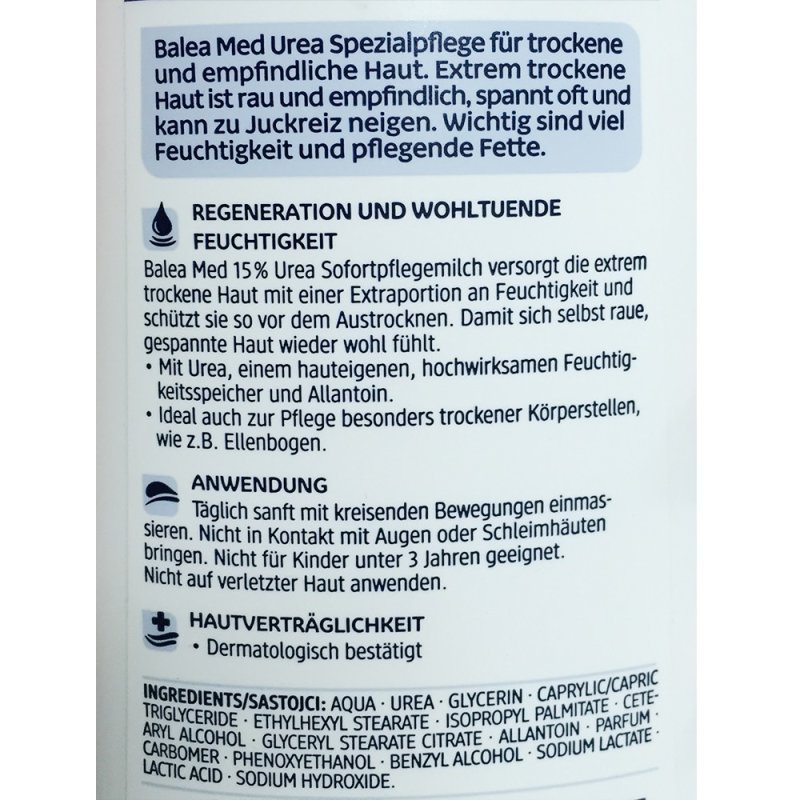 Balea Med Urea Spezialpflege für trockene
und empfindliche Haut. Extrem trockene
Haut ist rau und empfindlich, spannt oft und
kann zu Juckreiz neigen. Wichtig sind viel
Feuchtigkeit und pflegende Fette.
REGENERATION UND WOHLTUENDE
FEUCHTIGKEIT
Balea Med 15% Urea Sofortpflegemilch versorgt die extrem
trockene Haut mit einer Extraportion an Feuchtigkeit und
schützt sie so vor dem Austrocknen. Damit sich selbst raue,
gespannte Haut wieder wohl fühlt.
• Mit Urea, einem hauteigenen, hochwirksamen Feuchtig-
keitsspeicher und Allantoin.
• Ideal auch zur Pflege besonders trockener Körperstellen,
wie z.B. Ellenbogen.
ANWENDUNG
Täglich sanft mit kreisenden Bewegungen einmas-
sieren. Nicht in Kontakt mit Augen oder Schleimhäuten
bringen. Nicht für Kinder unter 3 Jahren geeignet.
Nicht auf verletzter Haut anwenden.
HAUTVERTRÄGLICHKEIT
• Dermatologisch bestätigt
INGREDIENTS/SASTOJCI: AQUA · UREA · GLYCERIN · CAPRYLIC/CAPRIC
TRIGLYCERIDE · ETHYLHEXYL STEARATE · ISOPROPYL PALMITATE · CETE-
ARYL ALCOHOL · GLYCERYL STEARATE CITRATE · ALLANTOIN · PARFUM ·
CARBOMER · PHENOXYETHANOL · BENZYL ALCOHOL · SODIUM LACTATE ·
LACTIC ACID · SODIUM HYDROXIDE.